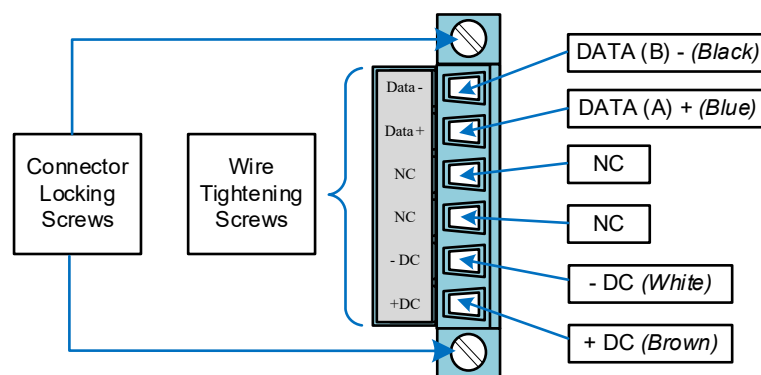 Connector
Locking
Screws
Wire
Tightening
Screws
Data -
Data +
NC
NC
- DC
+DC
DATA (B) - (Black)
DATA (A) + (Blue)
NC
NC
- DC (White)
+ DC (Brown)